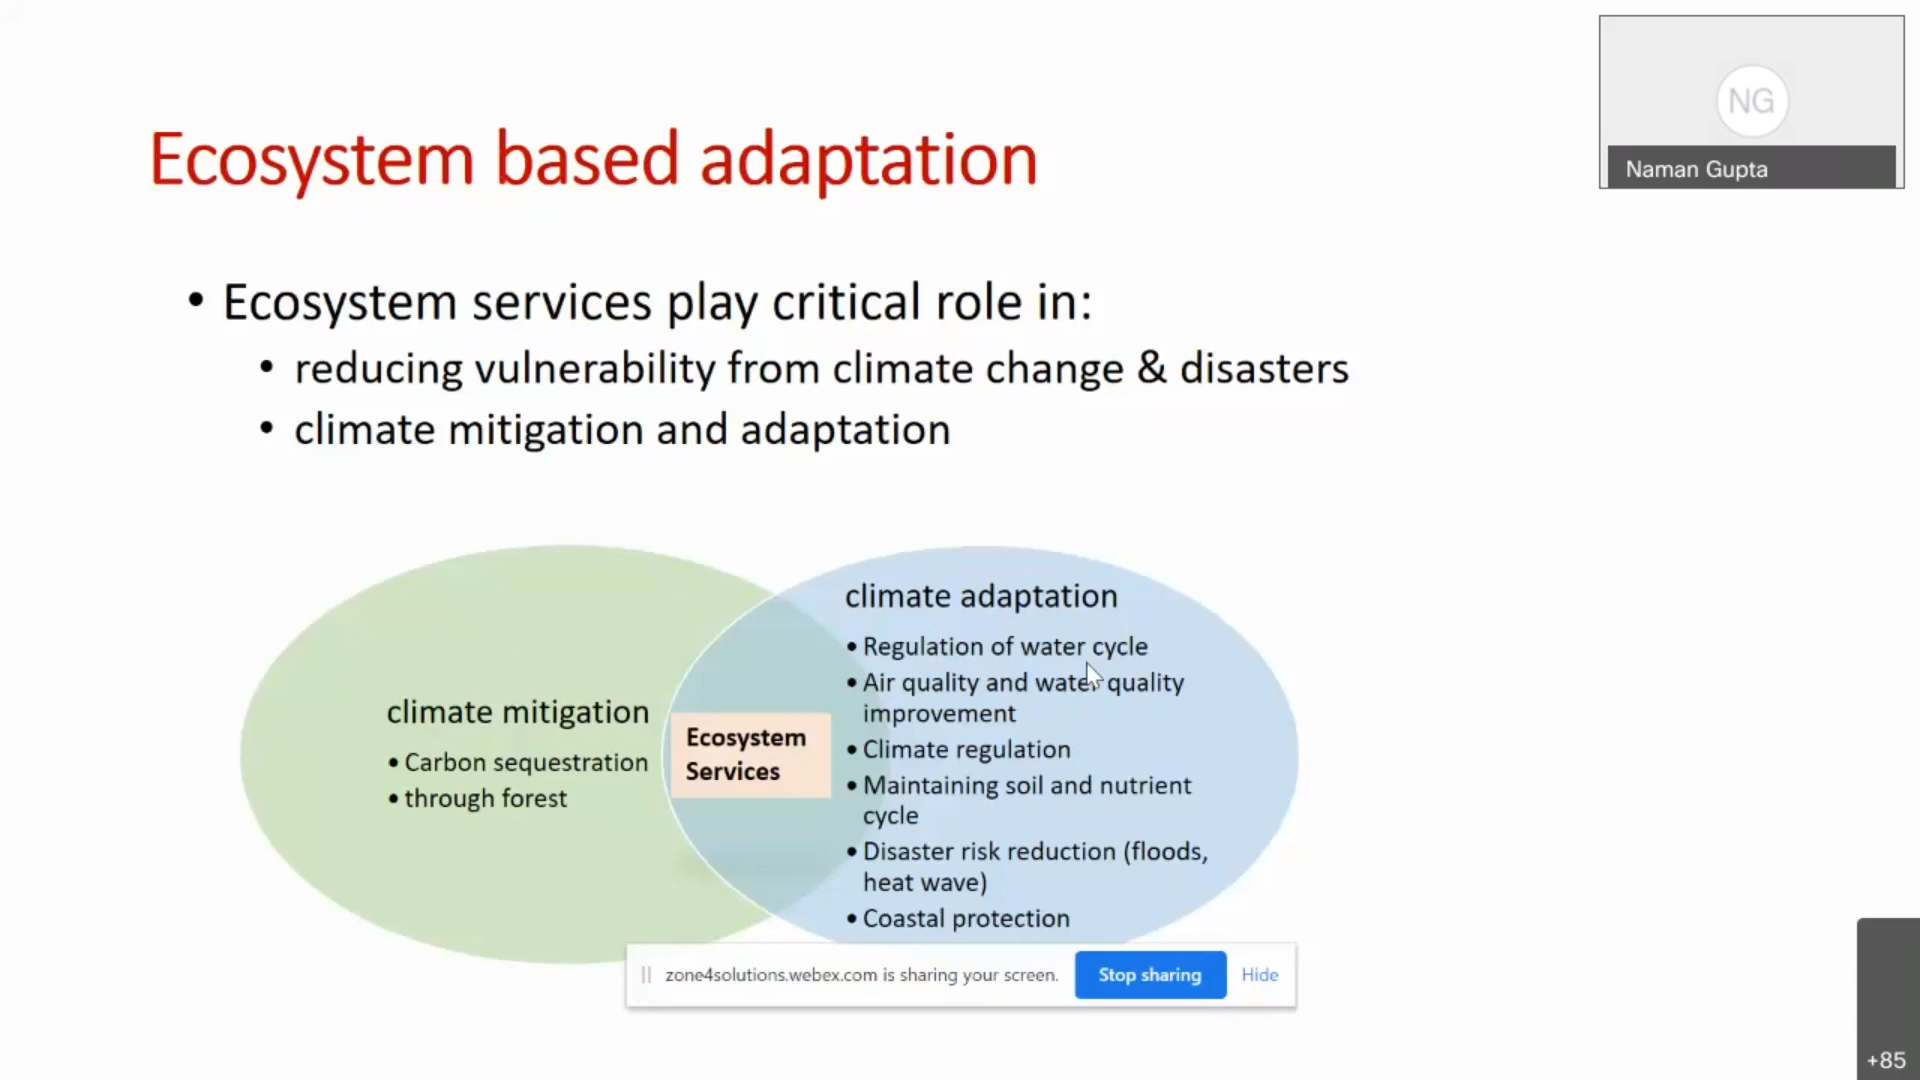 NG
Naman Gupta
Ecosystem based adaptation
• Ecosystem services play critical role in:
• reducing vulnerability from climate change & disasters
• climate mitigation and adaptation
climate mitigation
• Carbon sequestration
• through forest
Ecosystem
Services
climate adaptation
• Regulation of water cycle
• Air quality and water quality
improvement
• Climate regulation
• Maintaining soil and nutrient
cycle
• Disaster risk reduction (floods,
heat wave)
• Coastal protection
zone4solutions.webex.com is sharing your screen.
Stop sharing
Hide
+85